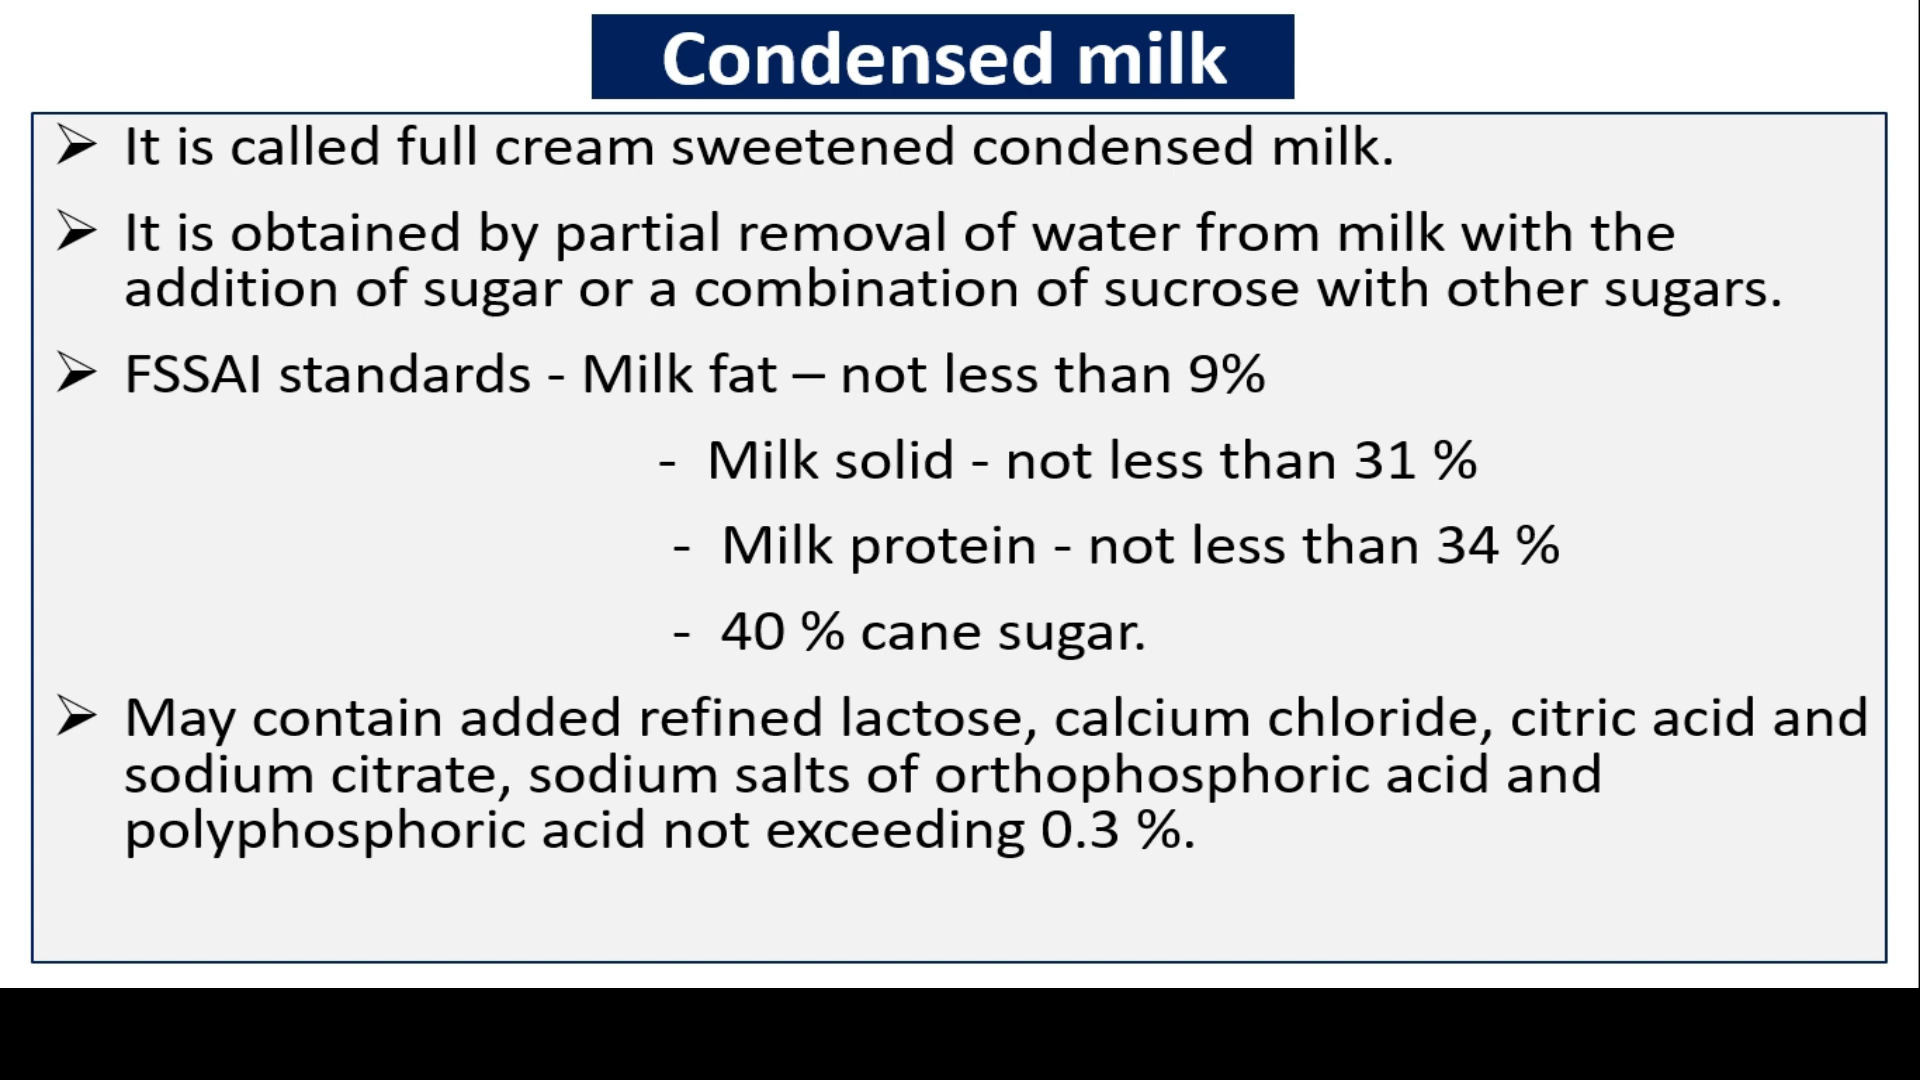 Condensed milk
➢ It is called full cream sweetened condensed milk.
➢ It is obtained by partial removal of water from milk with the
addition of sugar or a combination of sucrose with other sugars.
➢ FSSAI standards - Milk fat – not less than 9%
- Milk solid - not less than 31 %
- Milk protein - not less than 34 %
- 40 % cane sugar.
➢ May contain added refined lactose, calcium chloride, citric acid and
sodium citrate, sodium salts of orthophosphoric acid and
polyphosphoric acid not exceeding 0.3 %.